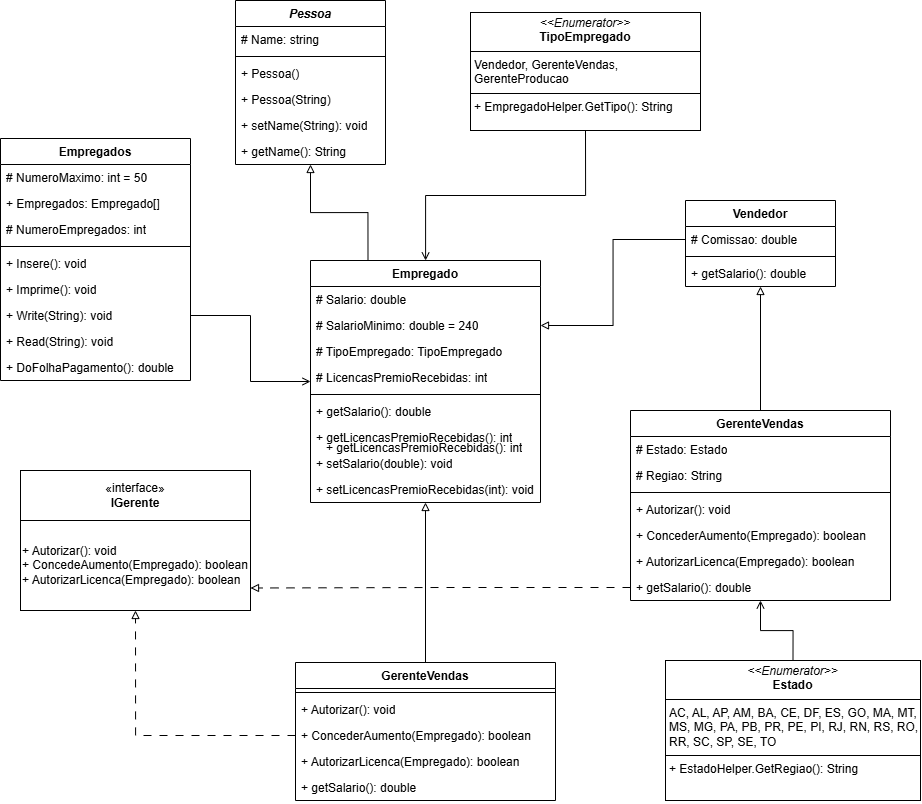 Pessoa
# Name: string
+ Pessoa()
+ Pessoa(String)
+ setName(String): void
+ getName(): String
<<Enumerator>>
TipoEmpregado
Vendedor, GerenteVendas,
GerenteProducao
+ EmpregadoHelper.GetTipo(): String
Empregados
# NumeroMaximo: int = 50
+ Empregados: Empregado[]
# NumeroEmpregados: int
+ Insere(): void
+ Imprime(): void
+ Write(String): void
+ Read(String): void
+ DoFolhaPagamento(): double
Vendedor
# Comissao: double
+ getSalario(): double
Empregado
# Salario: double
# SalarioMinimo: double = 240
# TipoEmpregado: TipoEmpregado
# LicencasPremioRecebidas: int
+ getSalario(): double
+ getLicencasPremioRecebidas(): int
+ getLicencasPremioRecebidas(): int
+ setSalario(double): void
+ setLicencasPremioRecebidas(int): void
GerenteVendas
# Estado: Estado
# Regiao: String
+ Autorizar(): void
+ ConcederAumento(Empregado): boolean
+ AutorizarLicenca(Empregado): boolean
+ getSalario(): double
«interface»
IGerente
+ Autorizar(): void
+ ConcedeAumento(Empregado): boolean
+ AutorizarLicenca(Empregado): boolean
GerenteVendas
+ Autorizar(): void
+ ConcederAumento(Empregado): boolean
+ AutorizarLicenca(Empregado): boolean
+ getSalario(): double
<<Enumerator>>
Estado
AC, AL, AP, AM, BA, CE, DF, ES, GO, MA, MT,
MS, MG, PA, PB, PR, PE, PI, RJ, RN, RS, RO,
RR, SC, SP, SE, TO
+ EstadoHelper.GetRegiao(): String